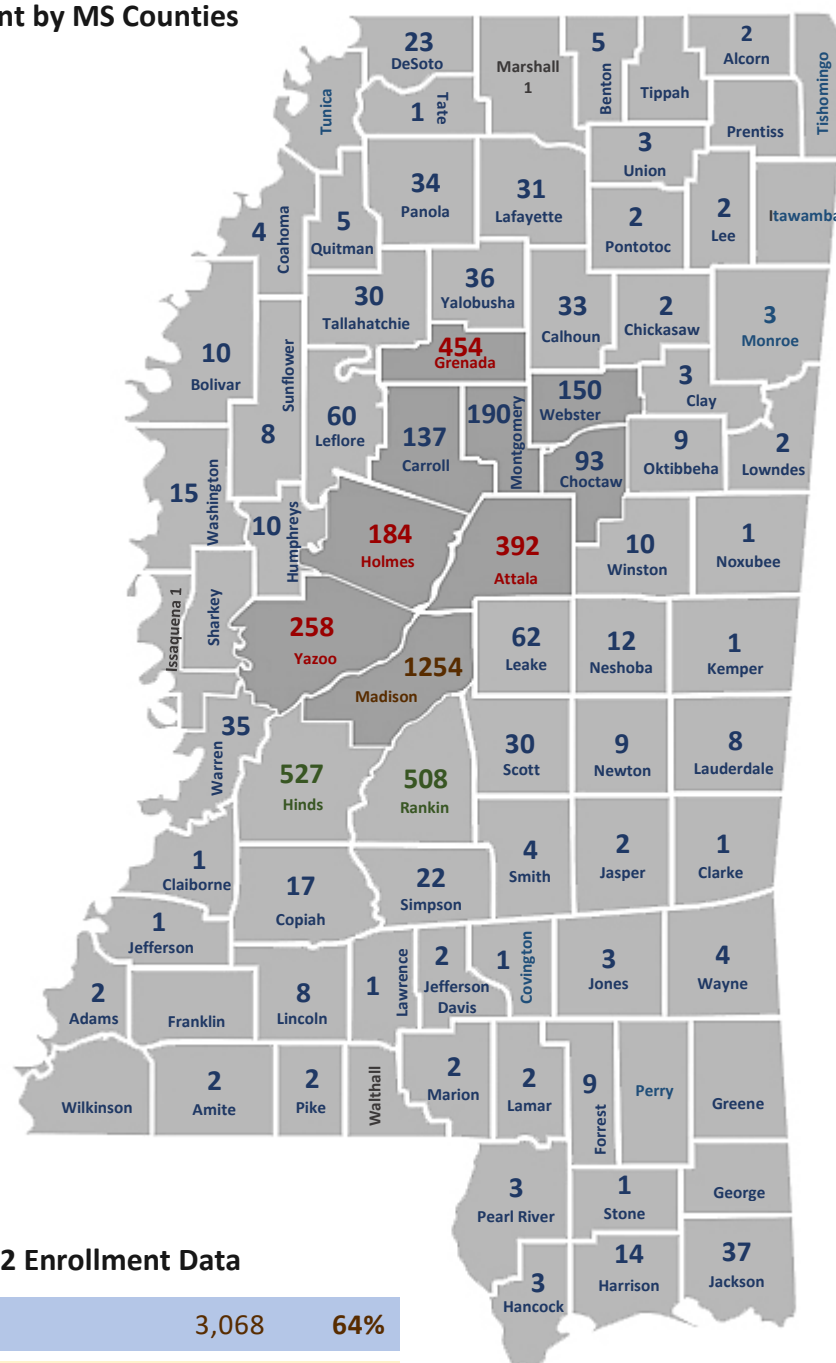 nt by MS Counties
23
DeSoto
Marshall
1
5
Benton
Tippah
2
Alcorn
Tishomingo
Tunica
1
Tate
Prentiss
3
Union
34
Panola
31
Lafayette
2
Pontotoc
2
Lee
Itawamba
4
Coahoma
5
Quitman
30
Tallahatchie
36
Yalobusha
33
Calhoun
2
Chickasaw
3
Monroe
10
Bolivar
Sunflower
8
454
Grenada
60
Leflore
137
Carroll
190
Montgomery
150
Webster
3
Clay
93
Choctaw
9
Oktibbeha
2
Lowndes
15
Washington
10
Humphreys
184
Holmes
392
Attala
10
Winston
1
Noxubee
Issaquena 1
Sharkey
258
Yazoo
1254
Madison
62
Leake
12
Neshoba
1
Kemper
35
Warren
527
Hinds
508
Rankin
30
Scott
9
Newton
8
Lauderdale
1
Claiborne
17
Copiah
22
Simpson
4
Smith
2
Jasper
1
Clarke
1
Jefferson
2
Adams
Franklin
8
Lincoln
1
Lawrence
2
Jefferson
Davis
1
Covington
3
Jones
4
Wayne
Wilkinson
2
Amite
2
Pike
Walthall
2
Marion
2
Lamar
9
Forrest
Perry
Greene
3
Pearl River
1
Stone
George
3
Hancock
14
Harrison
37
Jackson
2 Enrollment Data
3,068 64%